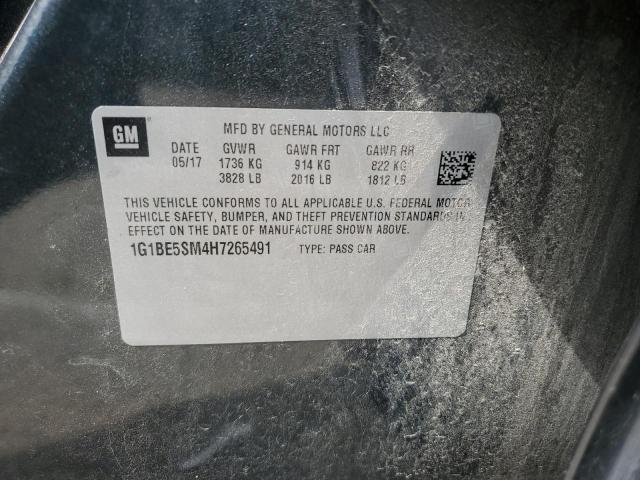 GM
MFD BY GENERAL MOTORS LLC
DATE GVWR GAWR FRT GAWR RR
05/17 1736 KG 914 KG 822 KG
3828 LB 2016 LB 1812 LB
THIS VEHICLE CONFORMS TO ALL APPLICABLE U.S. FEDERAL MOTOR
VEHICLE SAFETY, BUMPER, AND THEFT PREVENTION STANDARDS IN
EFFECT ON THE DATE OF MANUFACTURE SHOWN ABOVE.
1G1BE5SM4H7265491 TYPE: PASS CAR